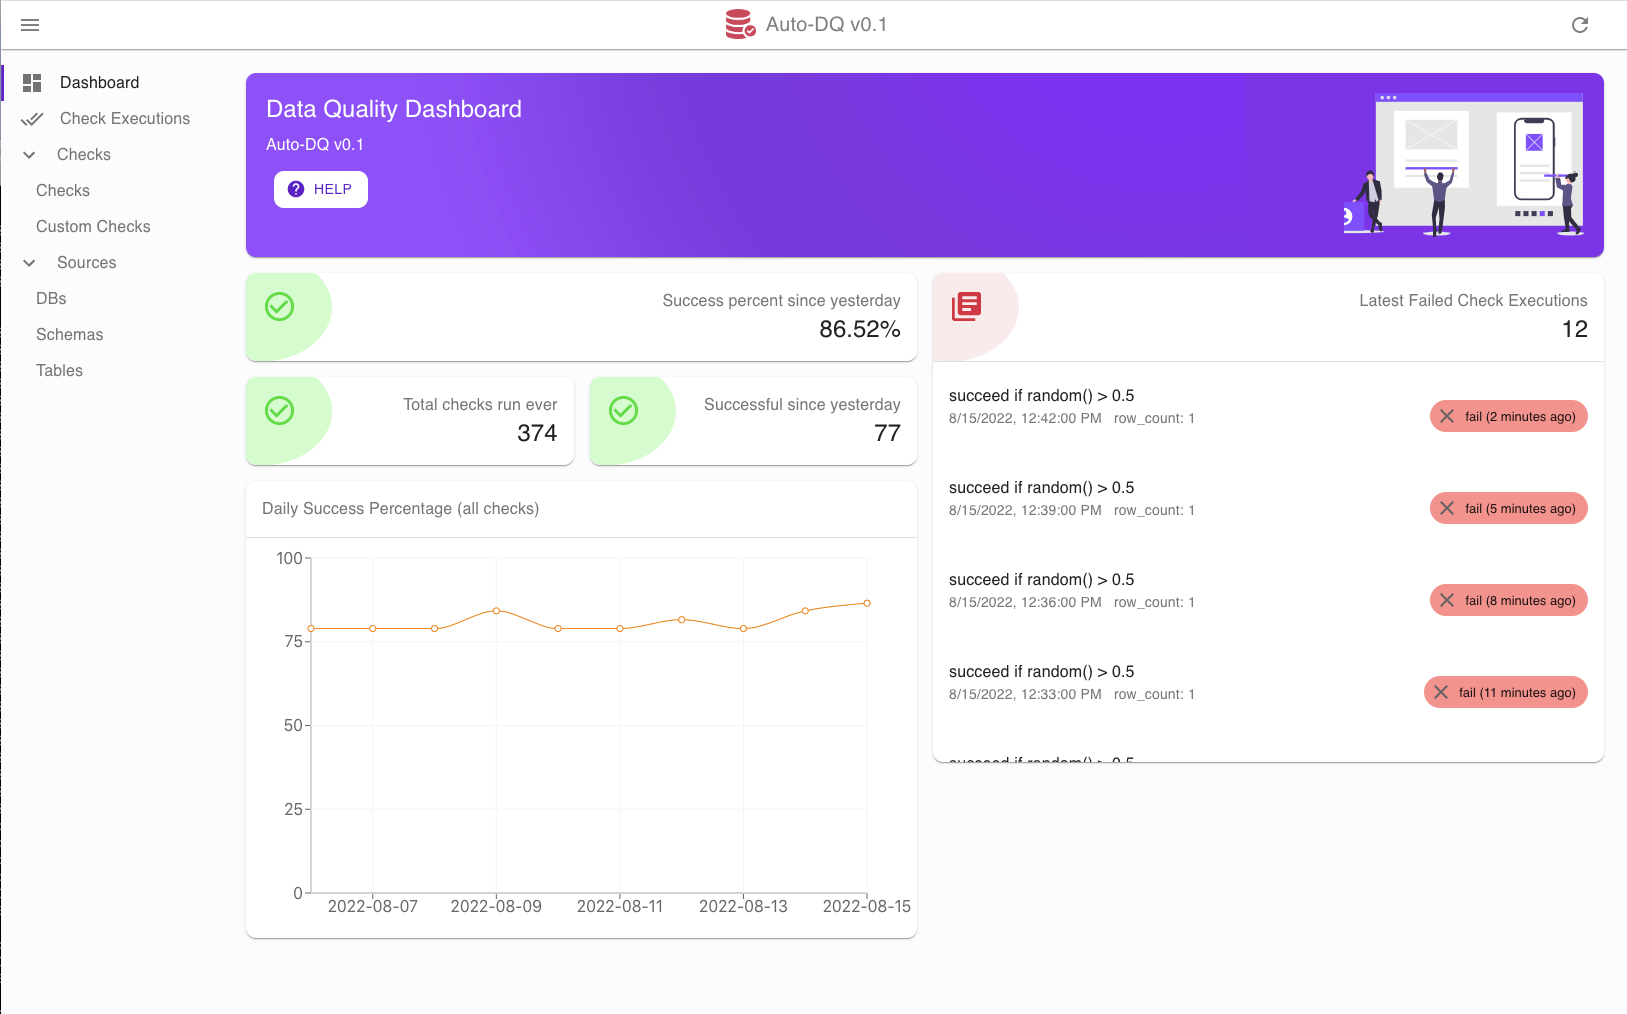 Auto-DQ v0.1
Dashboard
Check Executions
Checks
Checks
Custom Checks
Sources
DBs
Schemas
Tables
Data Quality Dashboard
Auto-DQ v0.1
HELP
Success percent since yesterday
86.52%
Total checks run ever
374
Successful since yesterday
77
Daily Success Percentage (all checks)
100
75
50
25
0
2022-08-07 2022-08-09 2022-08-11 2022-08-13 2022-08-15
Latest Failed Check Executions
12
succeed if random() > 0.5
8/15/2022, 12:42:00 PM row_count: 1
fail (2 minutes ago)
succeed if random() > 0.5
8/15/2022, 12:39:00 PM row_count: 1
fail (5 minutes ago)
succeed if random() > 0.5
8/15/2022, 12:36:00 PM row_count: 1
fail (8 minutes ago)
succeed if random() > 0.5
8/15/2022, 12:33:00 PM row_count: 1
fail (11 minutes ago)
succeed if random() > 0.5